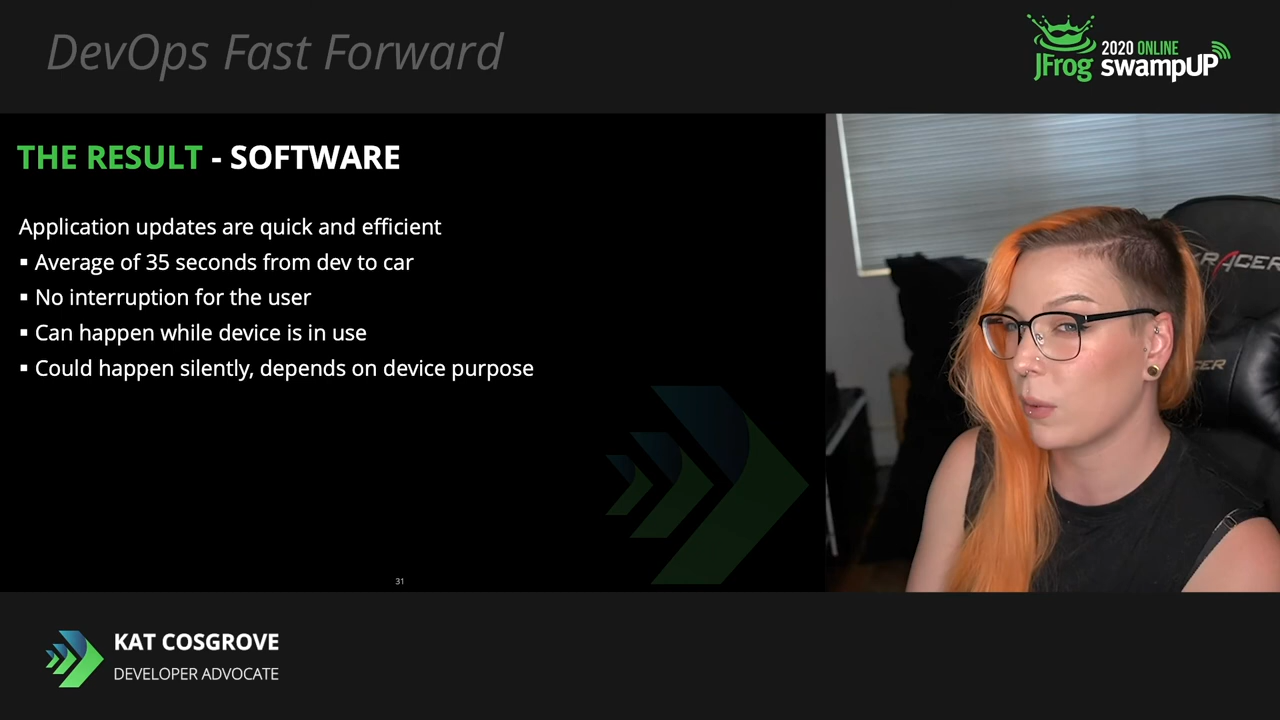 DevOps Fast Forward
2020 ONLINE
JFrog swampUP
THE RESULT - SOFTWARE
Application updates are quick and efficient
▪ Average of 35 seconds from dev to car
▪ No interruption for the user
▪ Can happen while device is in use
▪ Could happen silently, depends on device purpose
31
KAT COSGROVE
DEVELOPER ADVOCATE